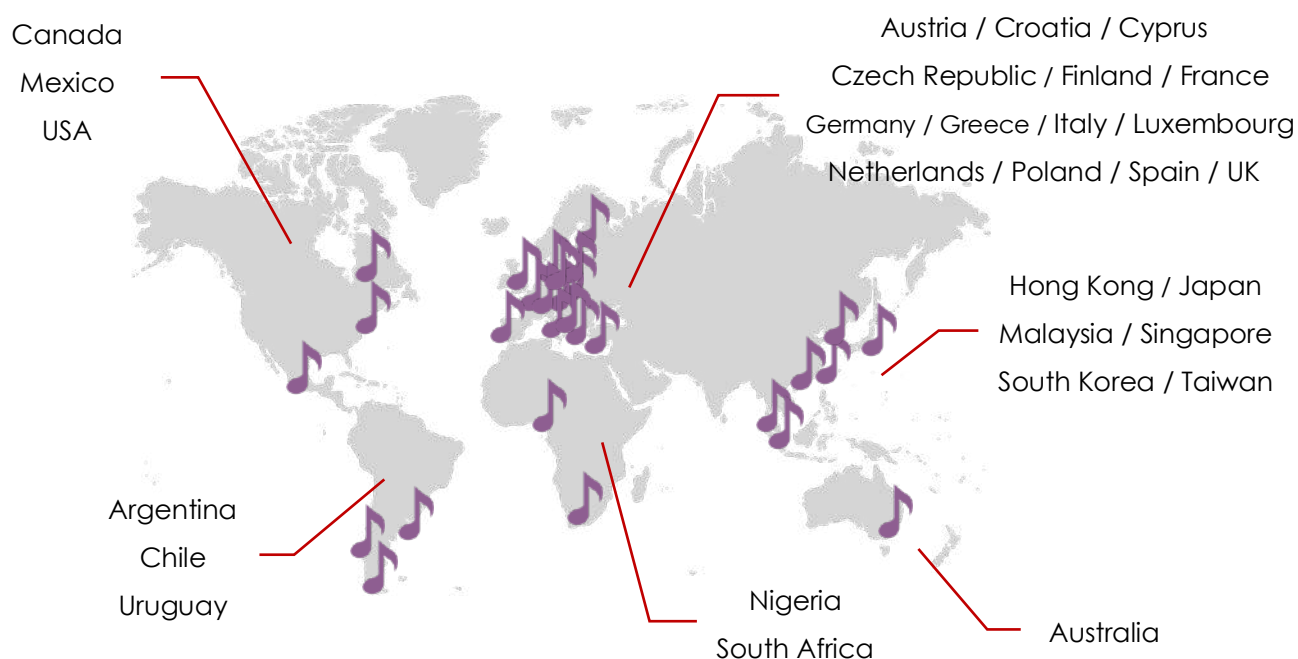 Canada
Mexico
USA
Austria / Croatia / Cyprus
Czech Republic / Finland / France
Germany / Greece / Italy / Luxembourg
Netherlands / Poland / Spain / UK
Hong Kong / Japan
Malaysia / Singapore
South Korea / Taiwan
Argentina
Chile
Uruguay
Nigeria
South Africa
Australia